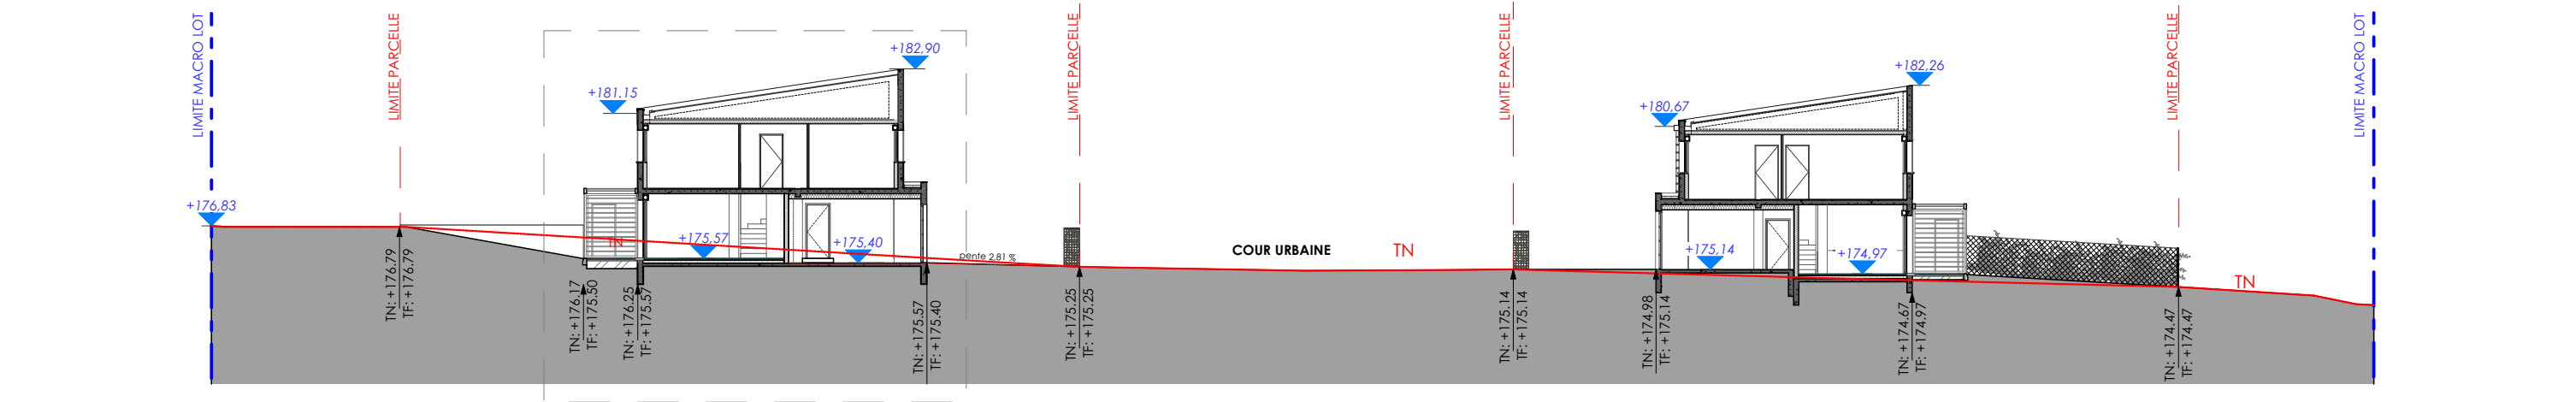 LIMITE MACRO LOT
LIMITE PARCELLE
+182,90
+181.15
LIMITE PARCELLE
LIMITE PARCELLE
+182,26
+180,67
LIMITE PARCELLE
LIMITE MACRO LOT
+176,83
TN
+175,57
+175,40
pente 2,81 %
COUR URBAINE
TN
+175,14
+174,97
TN
TN: +176.79
TF: +176.79
TN: +176.17
TF: +175.50
TN: +176.25
TF: +175.57
TN: +175.57
TF: +175.40
TN: +175.25
TF: +175.25
TN: +175.14
TF: +175.14
TN: +174.98
TF: +175.14
TN: +174.67
TF: +174.97
TN: +174.47
TF: +174.47